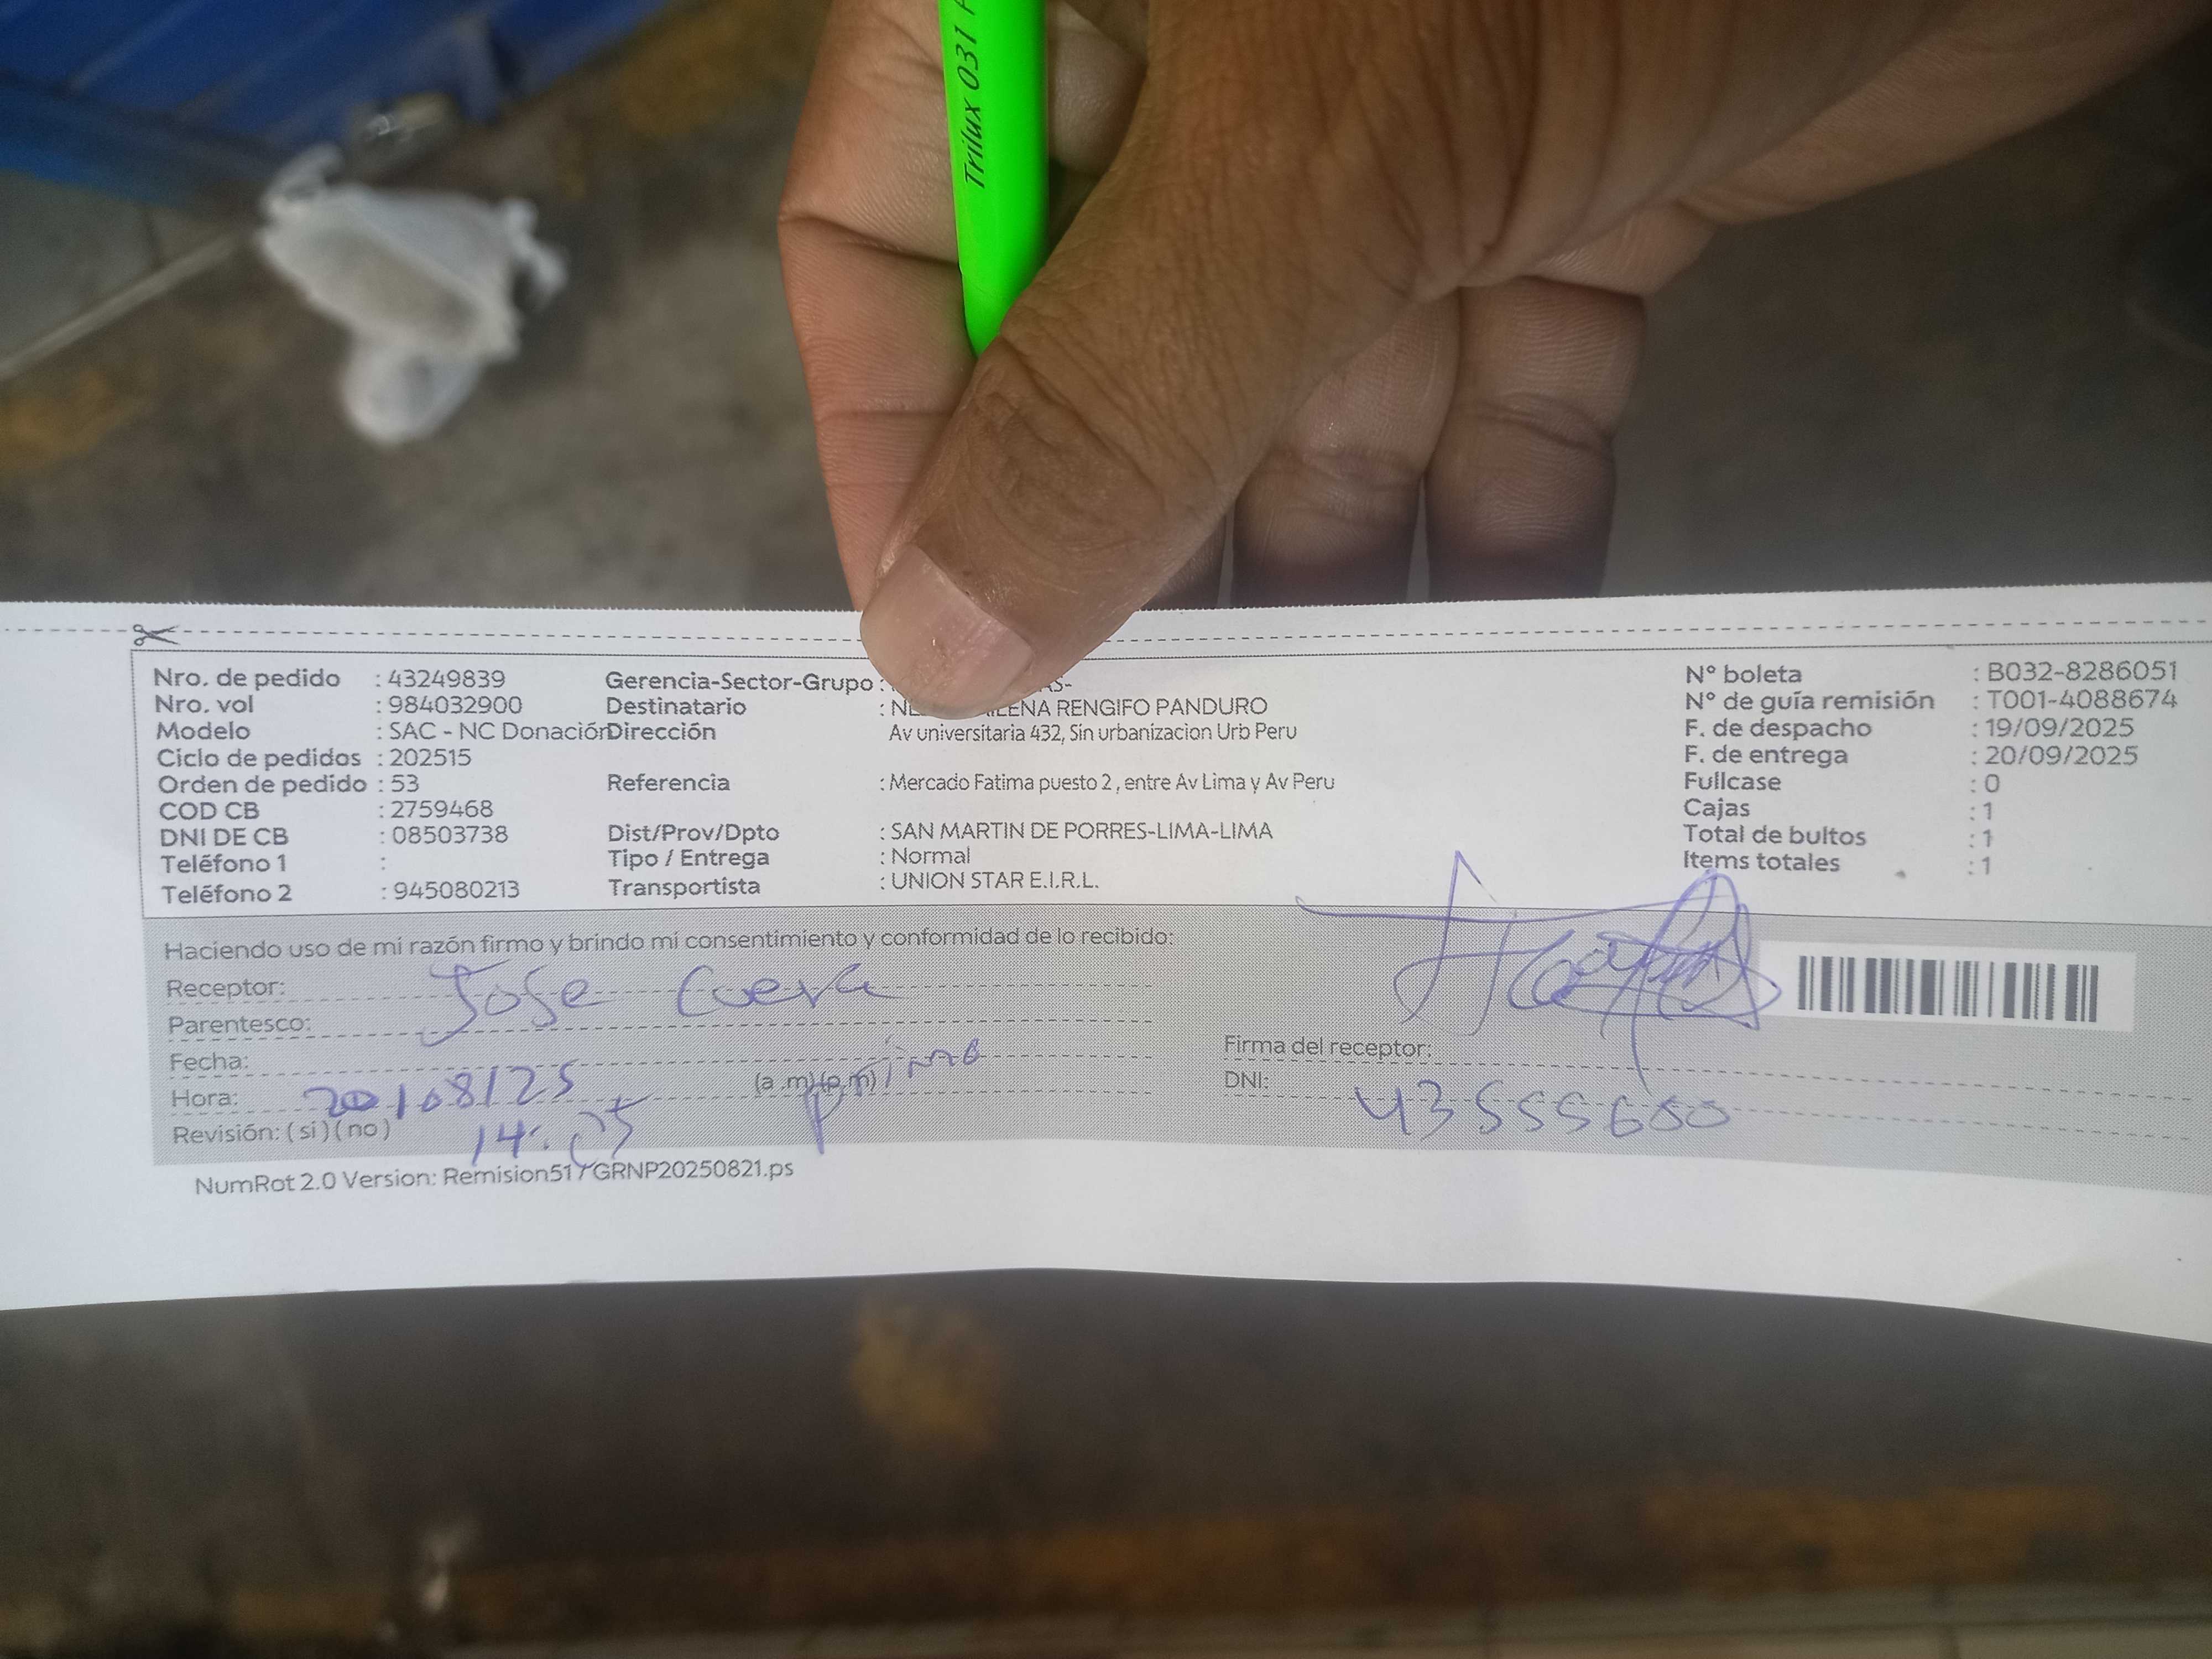 Trilux 031
Nro. de pedido : 43249839
Nro. vol : 984032900
Modelo : SAC - NC Donación
Ciclo de pedidos : 202515
Orden de pedido : 53
COD CB : 2759468
DNI DE CB : 08503738
Teléfono 1 :
Teléfono 2 : 945080213
Gerencia-Sector-Grupo :
Destinatario : RENGIFO PANDURO
Dirección Av universitaria 432, Sin urbanizacion Urb Peru
Referencia : Mercado Fatima puesto 2 , entre Av Lima y Av Peru
Dist/Prov/Dpto : SAN MARTIN DE PORRES-LIMA-LIMA
Tipo / Entrega : Normal
Transportista : UNION STAR E.I.R.L.
N° boleta : B032-8286051
N° de guía remisión : T001-4088674
F. de despacho : 19/09/2025
F. de entrega : 20/09/2025
Fullcase : 0
Cajas : 1
Total de bultos : 1
Items totales : 1
Haciendo uso de mi razón firmo y brindo mi consentimiento y conformidad de lo recibido:
Receptor: Jose Cueva
Parentesco:
Fecha: primo
Hora: 20/08/25 (a .m)(p.m)
Revisión: ( si ) ( no ) 14:05
Firma del receptor:
DNI: 43555600
NumRot 2.0 Version: Remision517GRNP20250821.ps